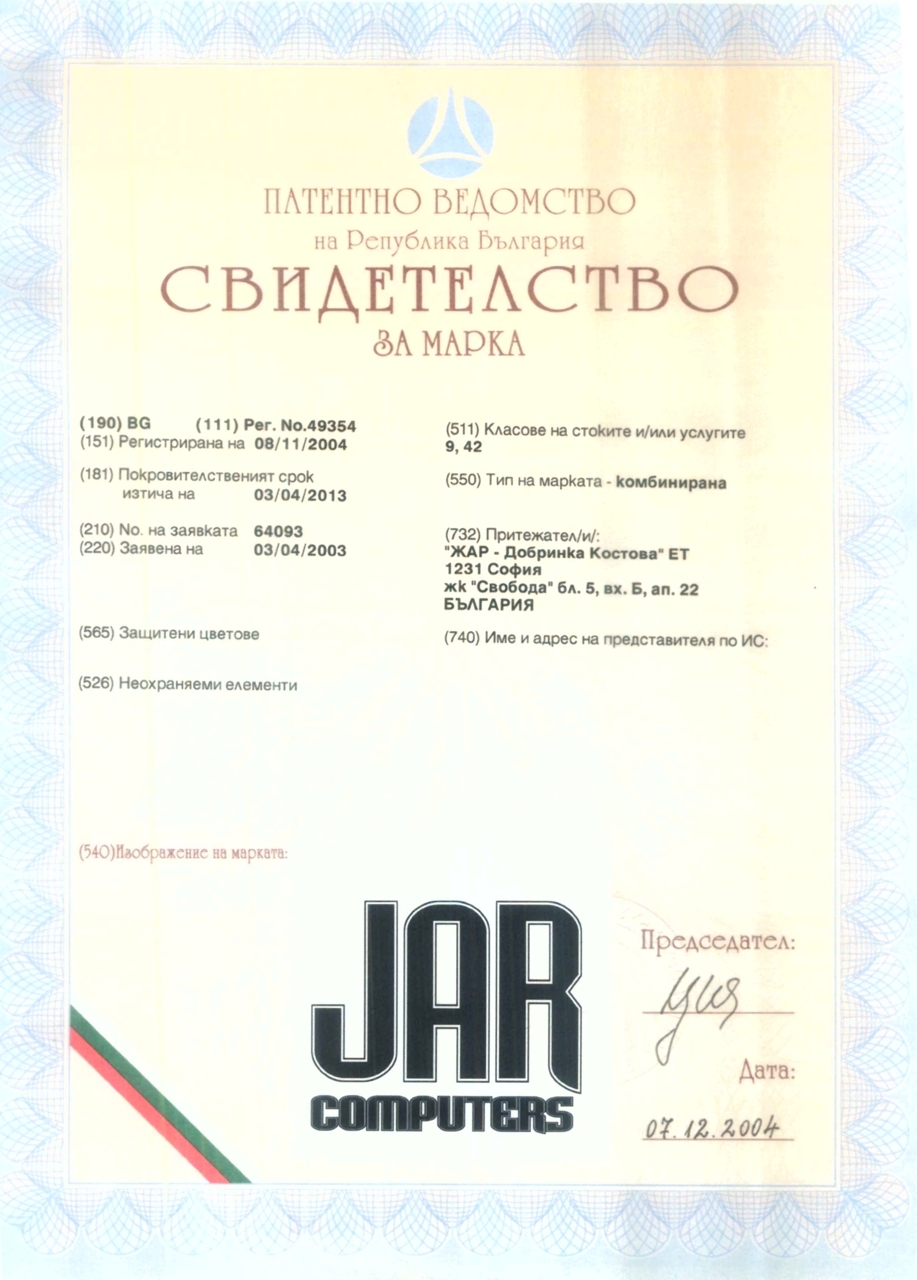 ПАТЕНТНО ВЕДОМСТВО
на Република България
СВИДЕТЕЛСТВО
ЗА МАРКА
(190) BG (111) Рег. No.49354
(151) Регистрирана на 08/11/2004
(181) Покровителственият срок
изтича на 03/04/2013
(210) No. на заявката 64093
(220) Заявена на 03/04/2003
(565) Защитени цветове
(526) Неохраняеми елементи
(511) Класове на стоките и/или услугите
9, 42
(550) Тип на марката - комбинирана
(732) Притежател/и/:
"ЖАР - Добринка Костова" ЕТ
1231 София
жк "Свобода" бл. 5, вх. Б, ап. 22
БЪЛГАРИЯ
(740) Име и адрес на представителя по ИС:
(540)Изображение на марката:
JAR
COMPUTERS
Председател:
Дата:
07.12.2004